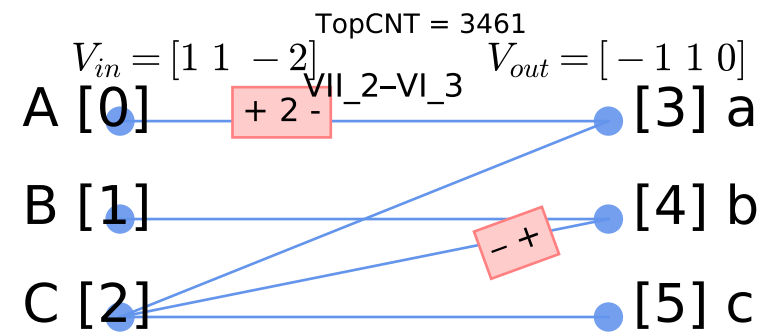 TopCNT = 3461
V_in = [1 1 − 2] V_out = [− 1 1 0]
VII_2–VI_3
A [0] + 2 - [3] a
B [1] [4] b
− +
C [2] [5] c